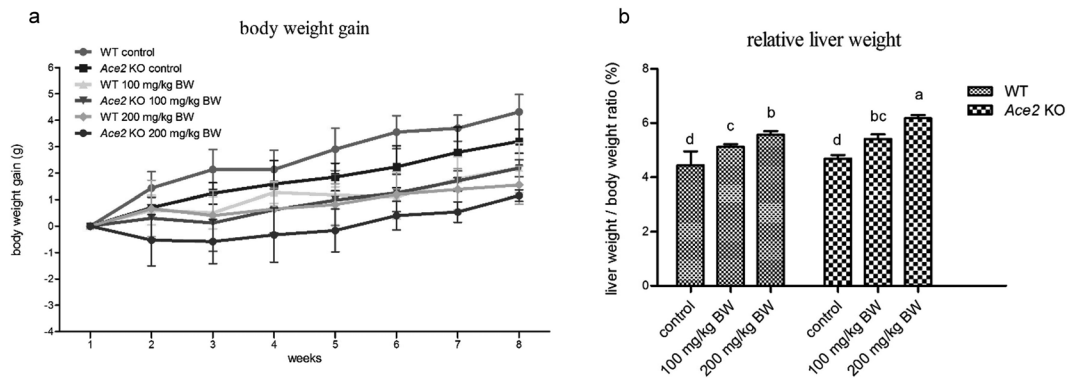 a
body weight gain
WT control
Ace2 KO control
WT 100 mg/kg BW
Ace2 KO 100 mg/kg BW
WT 200 mg/kg BW
Ace2 KO 200 mg/kg BW
body weight gain (g)
6
5
4
3
2
1
0
-1
-2
-3
-4
1 2 3 4 5 6 7 8
weeks
b
relative liver weight
liver weight / body weight ratio (%)
8
6
4
2
0
d c b d bc a
WT
Ace2 KO
control
100 mg/kg BW
200 mg/kg BW
control
100 mg/kg BW
200 mg/kg BW